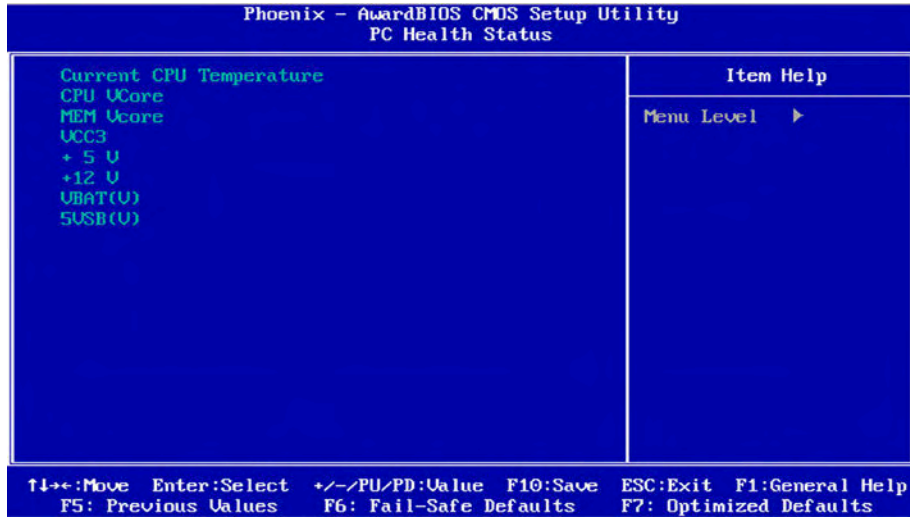 Phoenix - AwardBIOS CMOS Setup Utility
PC Health Status
Current CPU Temperature
CPU VCore
MEM Vcore
VCC3
+ 5 V
+12 V
VBAT(V)
5VSB(V)
Item Help
Menu Level ▶
↑↓→←:Move Enter:Select +/-/PU/PD:Value F10:Save ESC:Exit F1:General Help
F5: Previous Values F6: Fail-Safe Defaults F7: Optimized Defaults